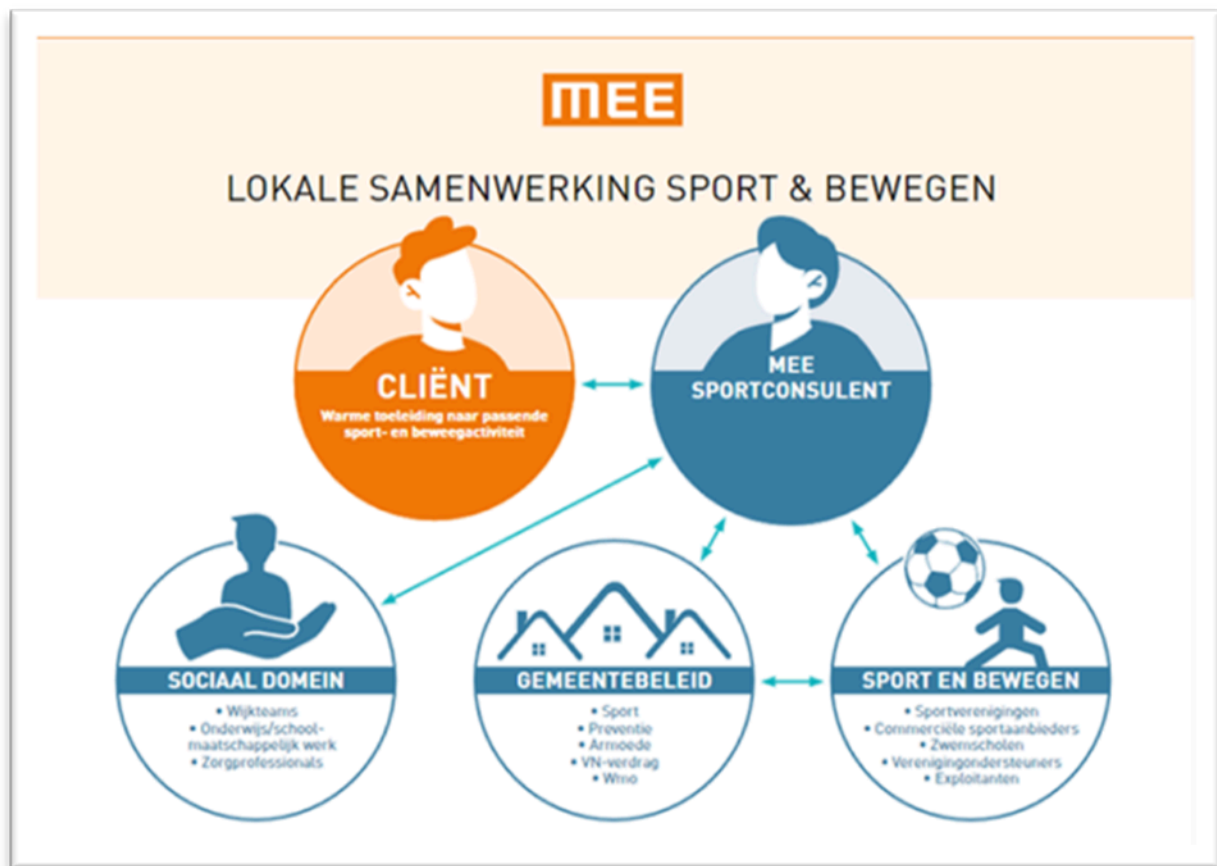 MEE
LOKALE SAMENWERKING SPORT & BEWEGEN
CLIËNT
Warme toeleiding naar passende
sport- en beweegactiviteit
MEE
SPORTCONSULENT
SOCIAAL DOMEIN
• Wijkteams
• Onderwijs/school-
maatschappelijk werk
• Zorgprofessionals
GEMEENTEBELEID
• Sport
• Preventie
• Armoede
• VN-verdrag
• Wmo
SPORT EN BEWEGEN
• Sportverenigingen
• Commerciële sportaanbieders
• Zwemscholen
• Verenigingondersteuners
• Exploitanten